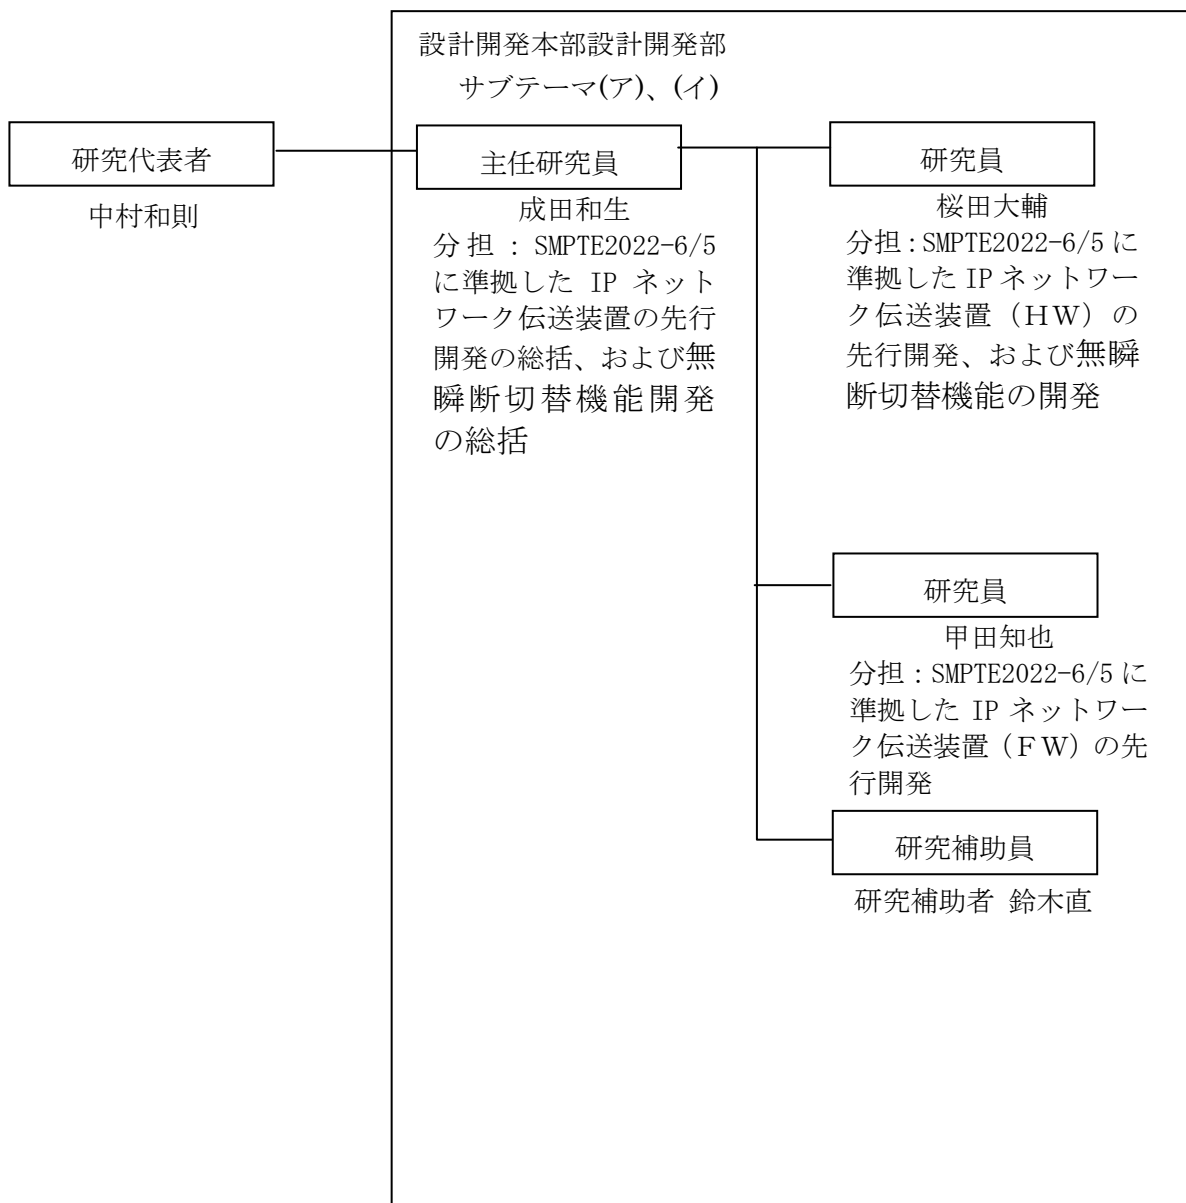 設計開発本部設計開発部
サブテーマ(ア)、(イ)
研究代表者
中村和則
主任研究員
成田和生
分担：SMPTE2022-6/5
に準拠した IP ネット
ワーク伝送装置の先行
開発の総括、および無
瞬断切替機能開発
の総括
研究員
桜田大輔
分担：SMPTE2022-6/5 に
準拠した IP ネットワー
ク伝送装置（ＨＷ）の
先行開発、および無瞬
断切替機能の開発
研究員
甲田知也
分担：SMPTE2022-6/5 に
準拠した IP ネットワー
ク伝送装置（ＦＷ）の先
行開発
研究補助員
研究補助者 鈴木直